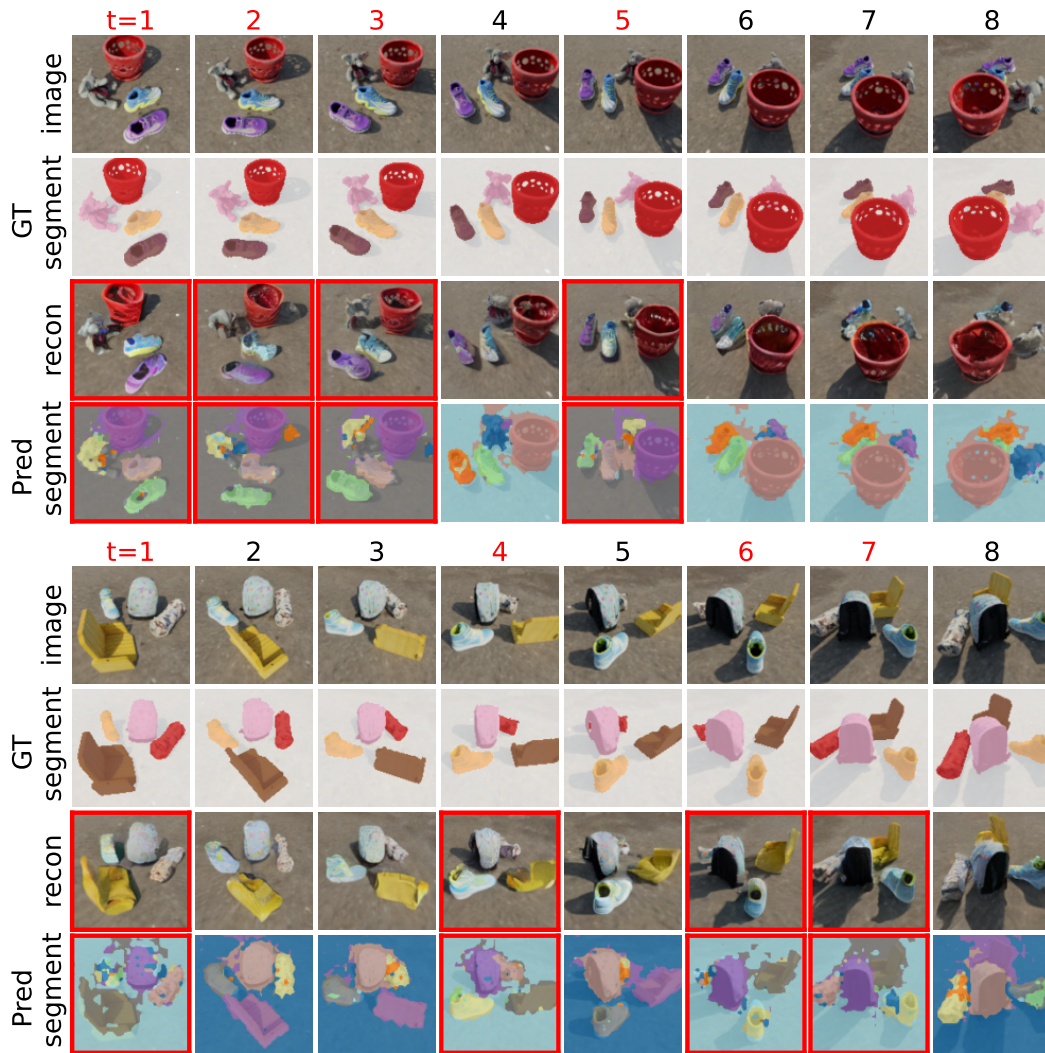 t=1 2 3 4 5 6 7 8
image
GT
segment
recon
Pred
segment
t=1 2 3 4 5 6 7 8
image
GT
segment
recon
Pred
segment